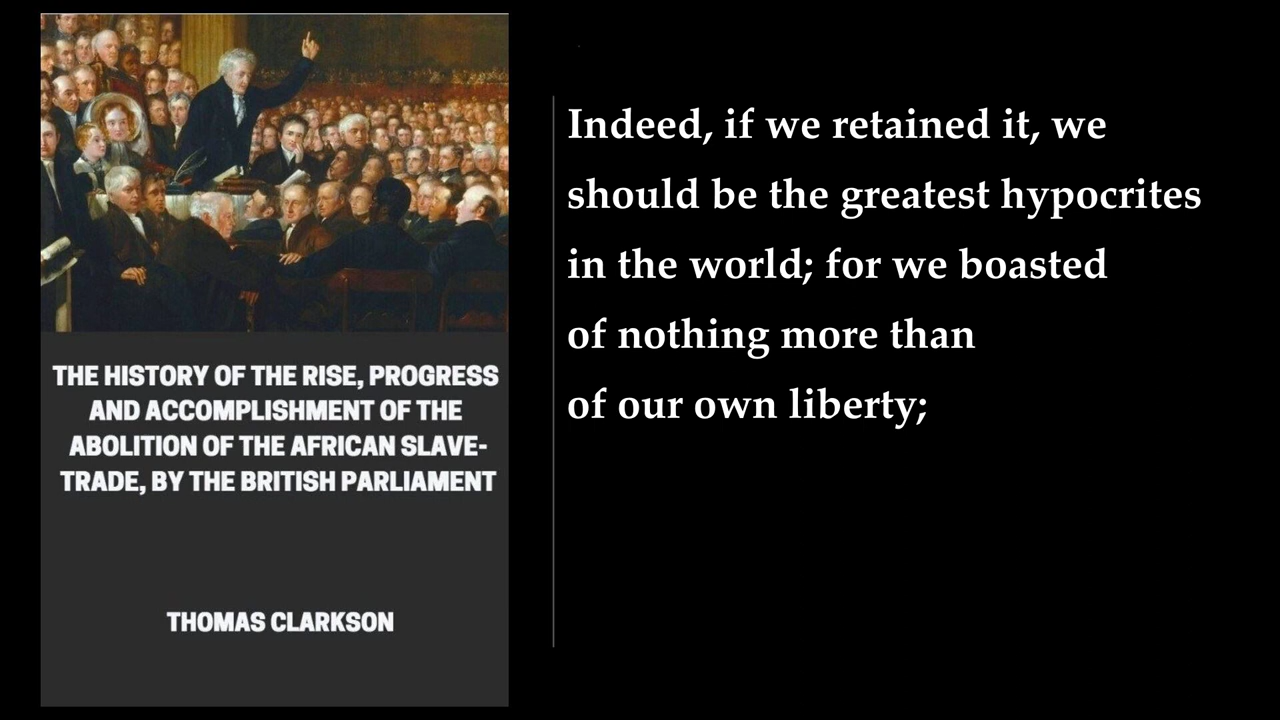 THE HISTORY OF THE RISE, PROGRESS
AND ACCOMPLISHMENT OF THE
ABOLITION OF THE AFRICAN SLAVE-
TRADE, BY THE BRITISH PARLIAMENT
THOMAS CLARKSON
Indeed, if we retained it, we
should be the greatest hypocrites
in the world; for we boasted
of nothing more than
of our own liberty;